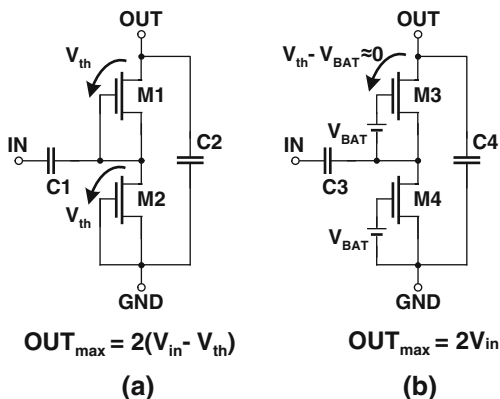 OUT
V_th
M1
IN
C1
C2
V_th
M2
GND
OUT_max = 2(V_in - V_th)
(a)
OUT
V_th - V_BAT ≈0
M3
V_BAT
IN
C3
C4
M4
V_BAT
GND
OUT_max = 2Vin
(b)